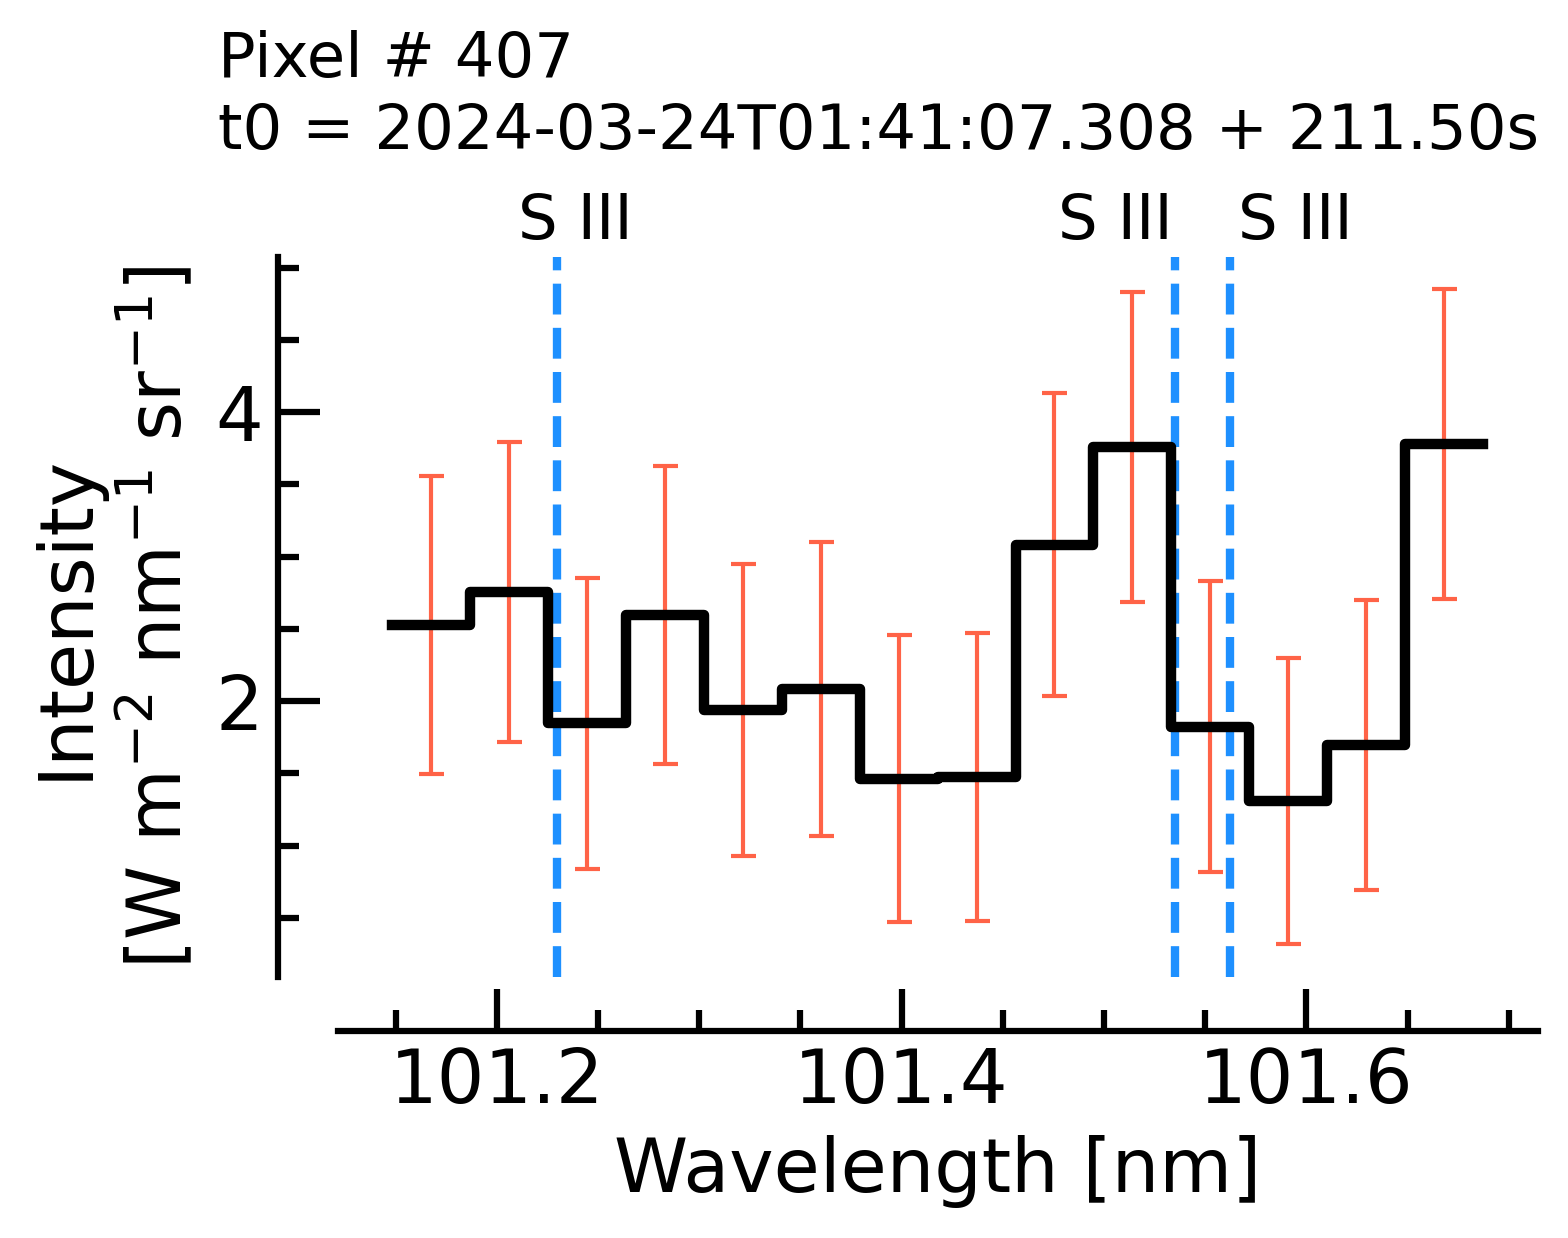 Pixel # 407
t0 = 2024-03-24T01:41:07.308 + 211.50s
S III S III S III
Intensity
[W m⁻² nm⁻¹ sr⁻¹]
4
2
101.2 101.4 101.6
Wavelength [nm]